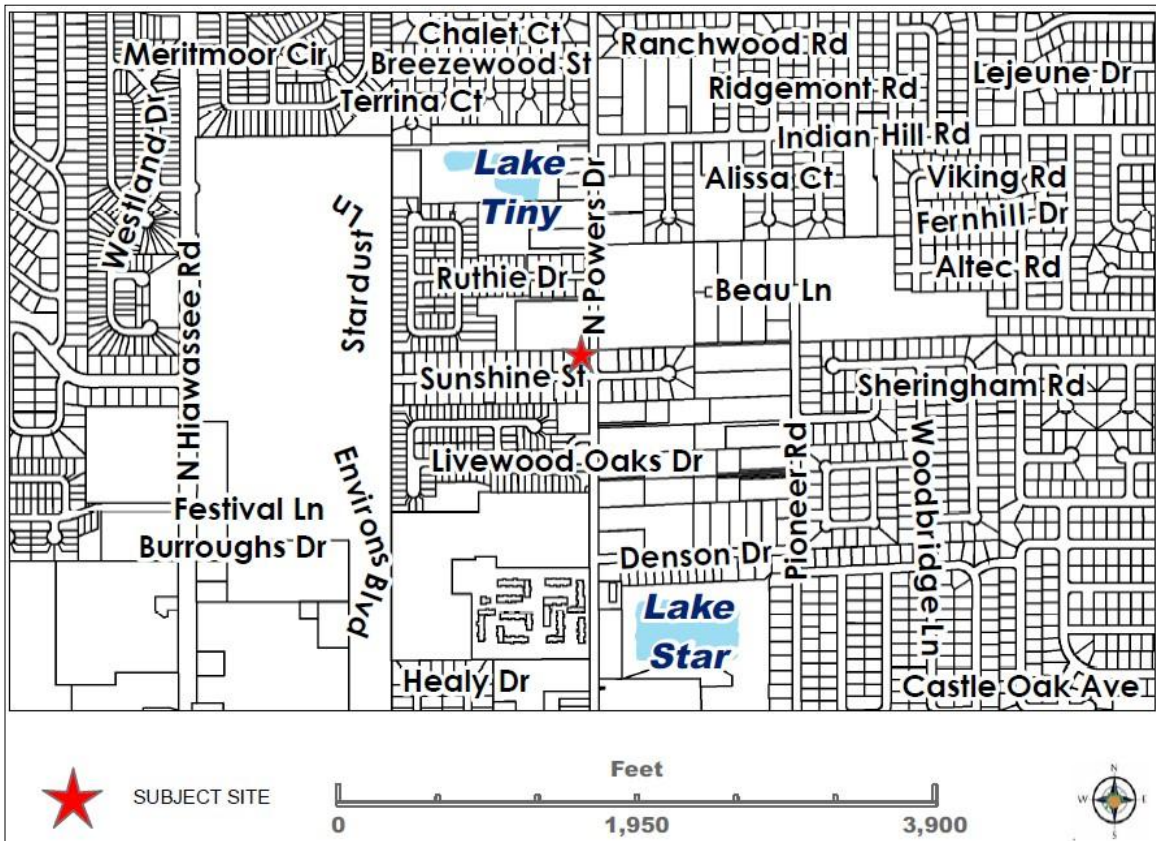 Chalet Ct
Ranchwood Rd
Meritmoor Cir
Breezewood St
Lejeune Dr
Ridgemont Rd
Terrina Ct
Indian Hill Rd
Westland Dr
Lake
Tiny
Alissa Ct
Viking Rd
Fernhill Dr
Stardust Ln
N Powers Dr
N Hiawassee Rd
Ruthie Dr
Beau Ln
Altec Rd
Sunshine St
Sheringham Rd
Livewood Oaks Dr
Pioneer Rd
Woodbridge Ln
Environs Blvd
Festival Ln
Burroughs Dr
Denson Dr
Lake
Star
Healy Dr
Castle Oak Ave
SUBJECT SITE
Feet
0
1,950
3,900
N
W
E
S